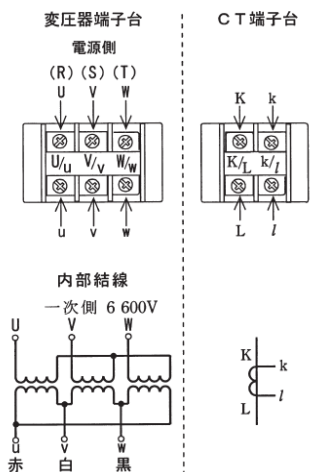 変圧器端子台
電源側
(R) (S) (T)
U V W
U/u V/v W/w
u v w
内部結線
一次側 6 600V
U V W
u v w
赤 白 黒
CT端子台
K k
K/L k/l
L l
K
k
l
L